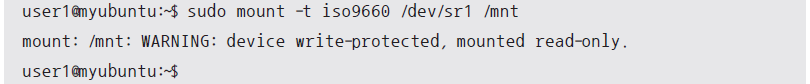 user1@myubuntu:~$ sudo mount -t iso9660 /dev/sr1 /mnt
mount: /mnt: WARNING: device write-protected, mounted read-only.
user1@myubuntu:~$